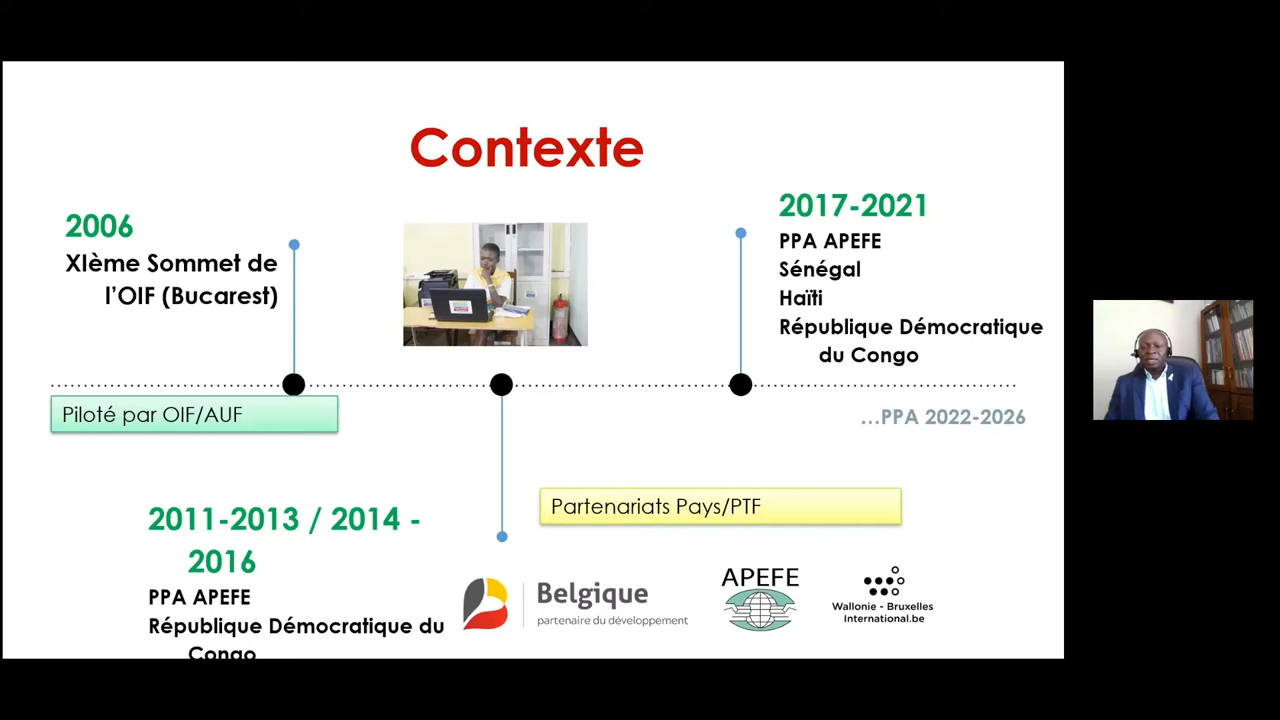 Contexte
2006
XIème Sommet de
l’OIF (Bucarest)
2017-2021
PPA APEFE
Sénégal
Haïti
République Démocratique
du Congo
Piloté par OIF/AUF
...PPA 2022-2026
Partenariats Pays/PTF
2011-2013 / 2014 -
2016
PPA APEFE
République Démocratique du
Congo
Belgique
partenaire du développement
APEFE
Wallonie - Bruxelles
International.be